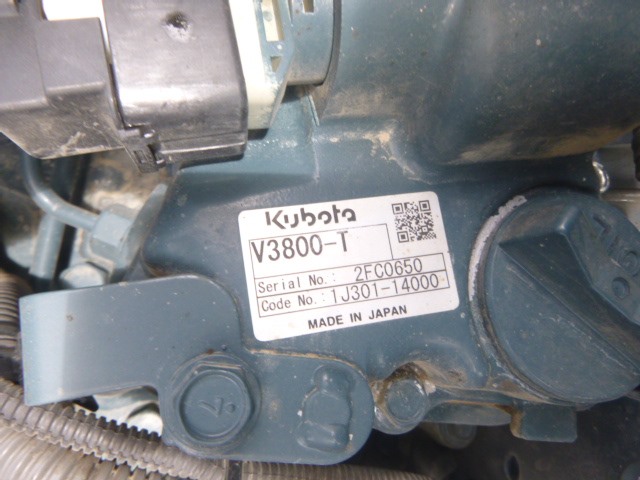 Kubota
V3800-T
Serial No.: 2FC0650
Code No.: 1J301-14000
MADE IN JAPAN